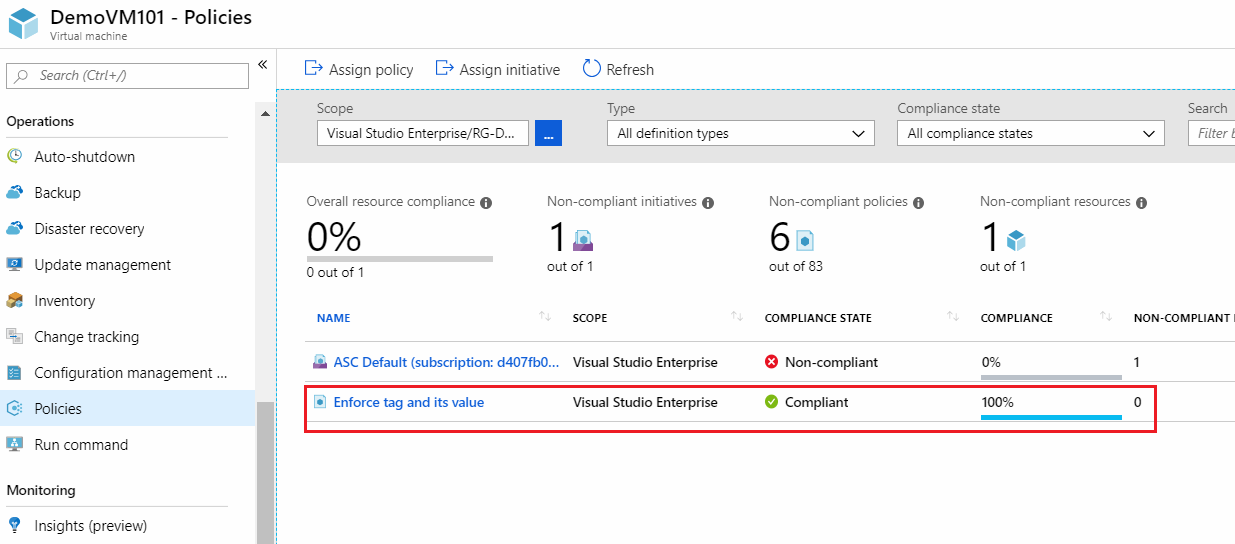 DemoVM101 - Policies
Virtual machine
Search (Ctrl+/)
«
Operations
Auto-shutdown
Backup
Disaster recovery
Update management
Inventory
Change tracking
Configuration management ...
Policies
Run command
Monitoring
Insights (preview)
Assign policy Assign initiative Refresh
Scope Type Compliance state Search
Visual Studio Enterprise/RG-D... ... All definition types All compliance states Filter b
Overall resource compliance Non-compliant initiatives Non-compliant policies Non-compliant resources
0% 1 6 1
0 out of 1 out of 1 out of 83 out of 1
NAME SCOPE COMPLIANCE STATE COMPLIANCE NON-COMPLIANT
ASC Default (subscription: d407fb0... Visual Studio Enterprise Non-compliant 0% 1
Enforce tag and its value Visual Studio Enterprise Compliant 100% 0